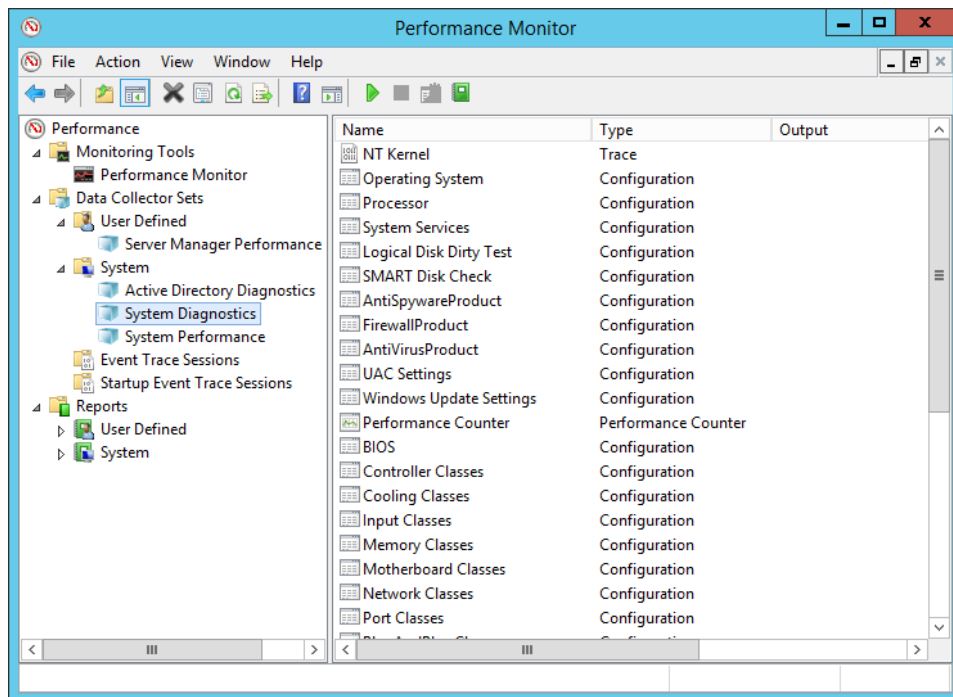 Performance Monitor
File Action View Window Help
Performance
Monitoring Tools
Performance Monitor
Data Collector Sets
User Defined
Server Manager Performance
System
Active Directory Diagnostics
System Diagnostics
System Performance
Event Trace Sessions
Startup Event Trace Sessions
Reports
User Defined
System
Name Type Output
NT Kernel Trace
Operating System Configuration
Processor Configuration
System Services Configuration
Logical Disk Dirty Test Configuration
SMART Disk Check Configuration
AntiSpywareProduct Configuration
FirewallProduct Configuration
AntiVirusProduct Configuration
UAC Settings Configuration
Windows Update Settings Configuration
Performance Counter Performance Counter
BIOS Configuration
Controller Classes Configuration
Cooling Classes Configuration
Input Classes Configuration
Memory Classes Configuration
Motherboard Classes Configuration
Network Classes Configuration
Port Classes Configuration